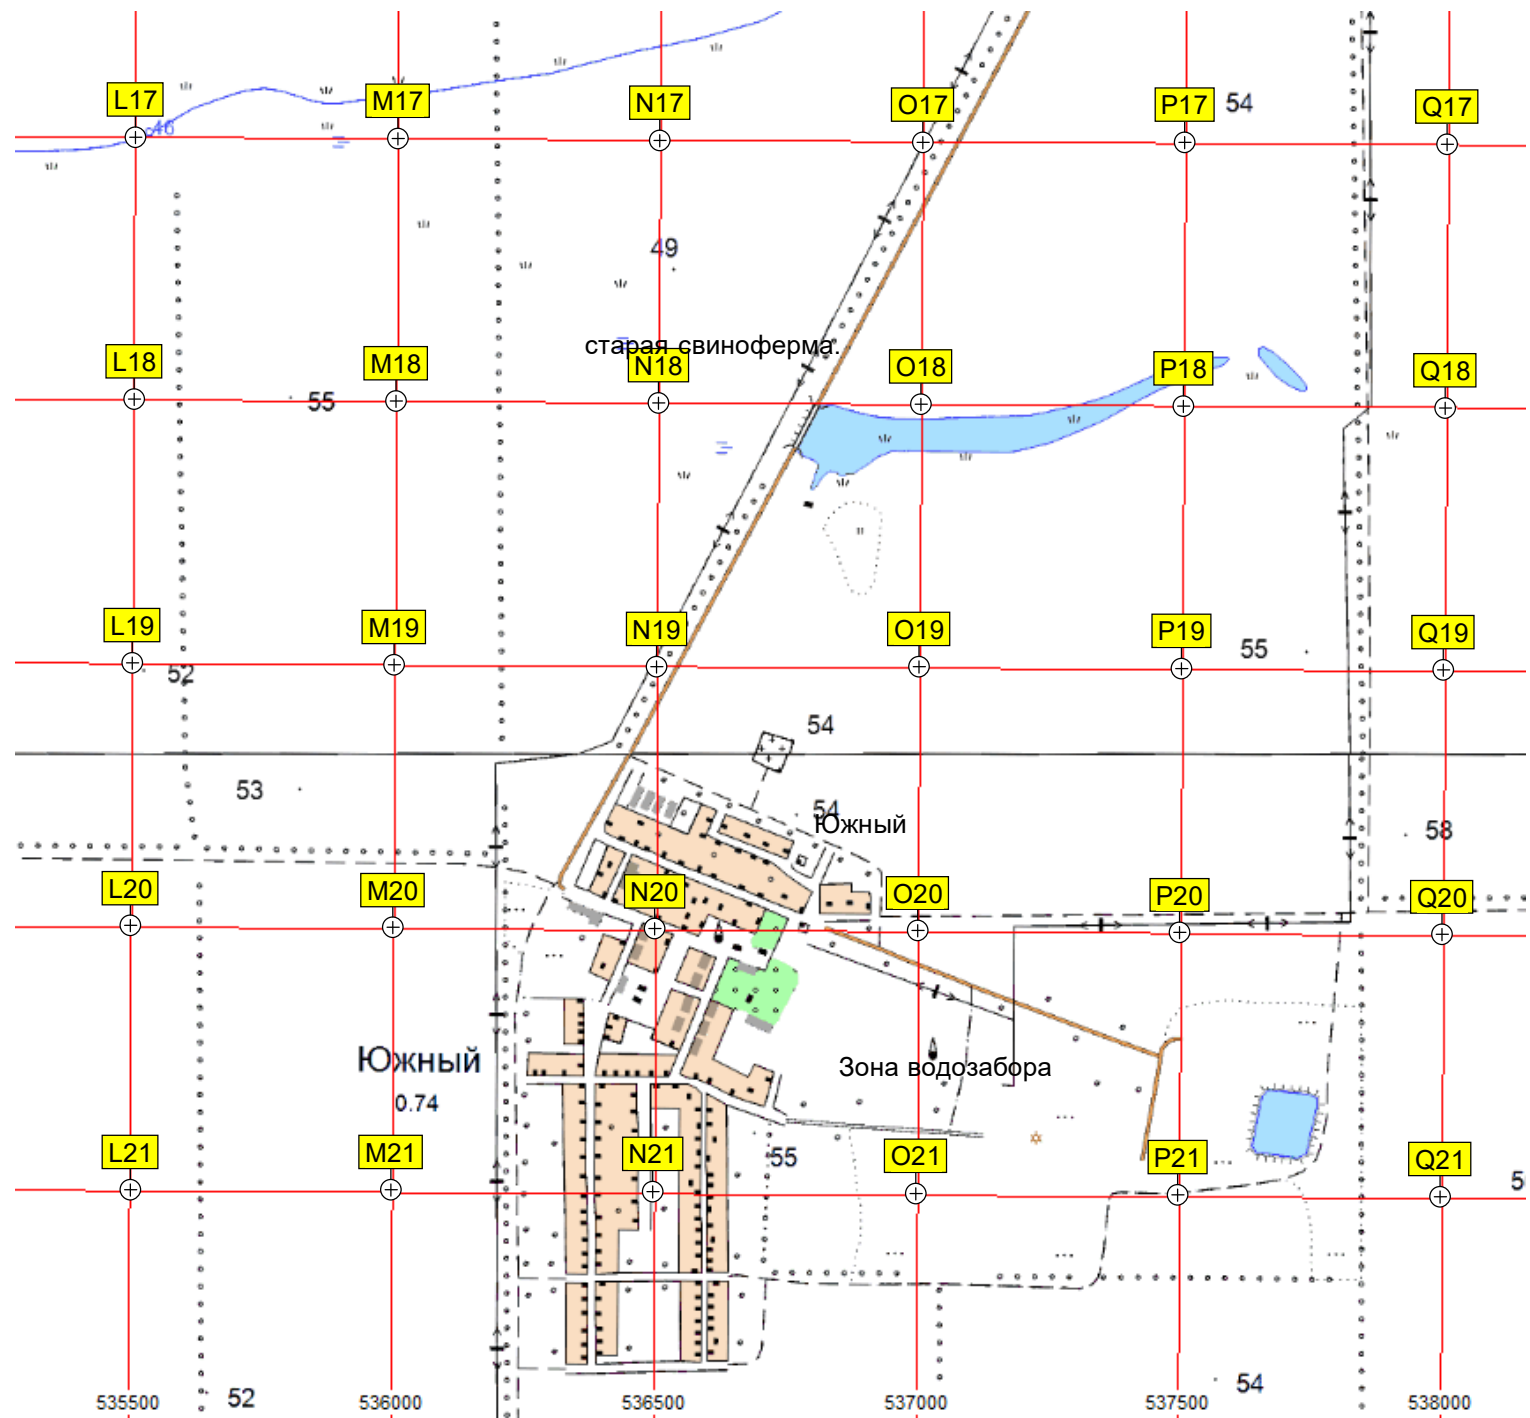 L17
M17
N17
O17
P17
54
Q17
46
49
старая свиноферма.
L18
M18
N18
O18
P18
Q18
55
L19
M19
N19
O19
P19
55
Q19
52
54
53
54
Южный
58
L20
M20
N20
O20
P20
Q20
Южный
0.74
Зона водозабора
L21
M21
N21
55
O21
P21
Q21
5
52
54
535500
536000
536500
537000
537500
538000